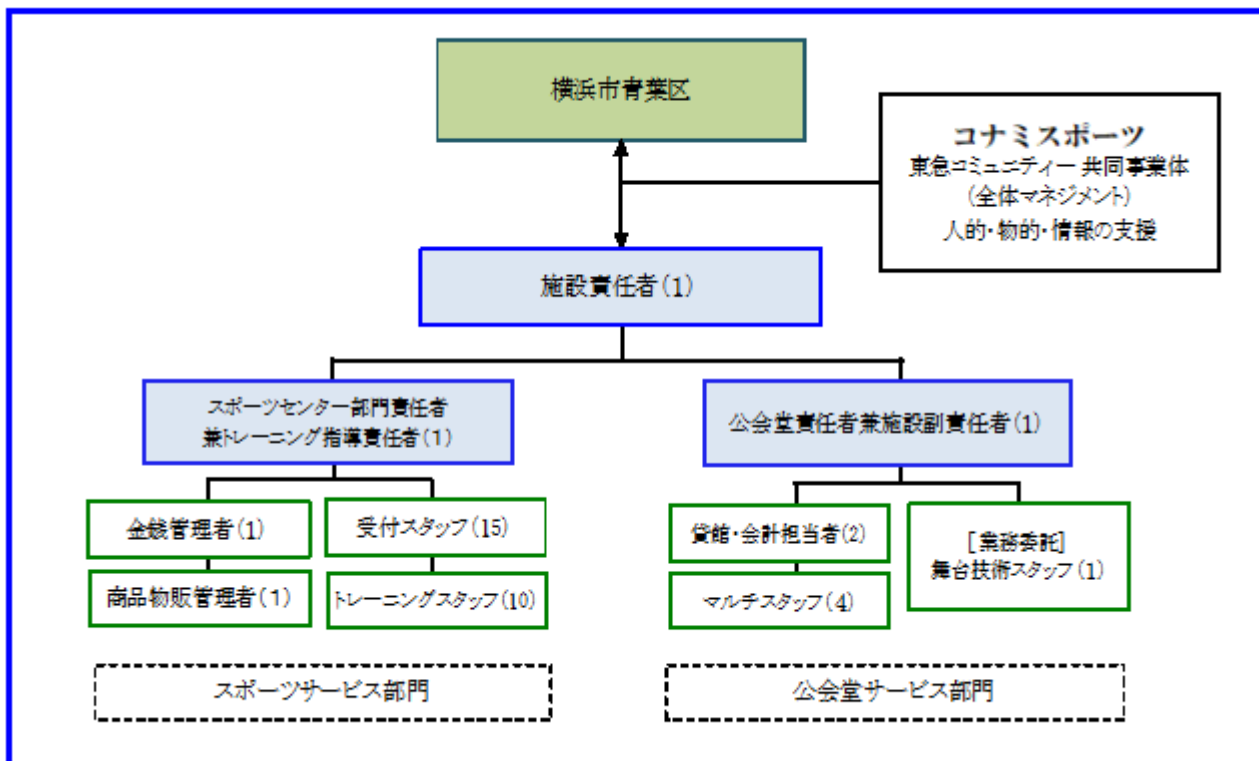 横浜市青葉区
コナミスポーツ
東急コミュニティー 共同事業体
(全体マネジメント)
人的・物的・情報の支援
施設責任者(1)
スポーツセンター部門責任者
兼トレーニング指導責任者(1)
公会堂責任者兼施設副責任者(1)
金銭管理者(1)
受付スタッフ(15)
商品物販管理者(1)
トレーニングスタッフ(10)
貸館・会計担当者(2)
マルチスタッフ(4)
[業務委託]
舞台技術スタッフ(1)
スポーツサービス部門
公会堂サービス部門